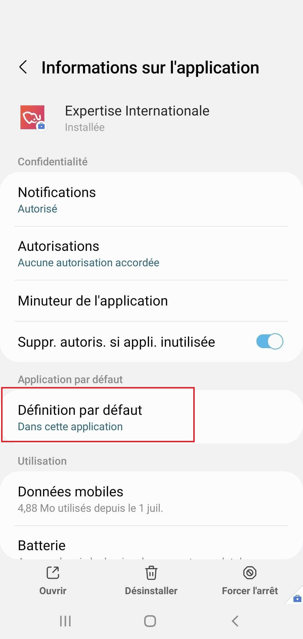 Informations sur l'application
Expertise Internationale
Installée
Confidentialité
Notifications
Autorisé
Autorisations
Aucune autorisation accordée
Minuteur de l'application
Suppr. autoris. si appli. inutilisée
Application par défaut
Définition par défaut
Dans cette application
Utilisation
Données mobiles
4,88 Mo utilisés depuis le 1 juil.
Batterie
Ouvrir
Désinstaller
Forcer l'arrêt